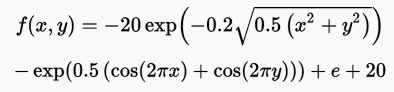 f(x, y) = −20 exp(−0.2√(0.5 (x² + y²)))
− exp(0.5 (cos(2πx) + cos(2πy))) + e + 20